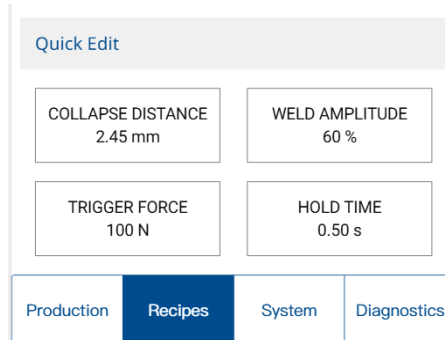 Quick Edit
COLLAPSE DISTANCE
2.45 mm
WELD AMPLITUDE
60 %
TRIGGER FORCE
100 N
HOLD TIME
0.50 s
Production
Recipes
System
Diagnostics